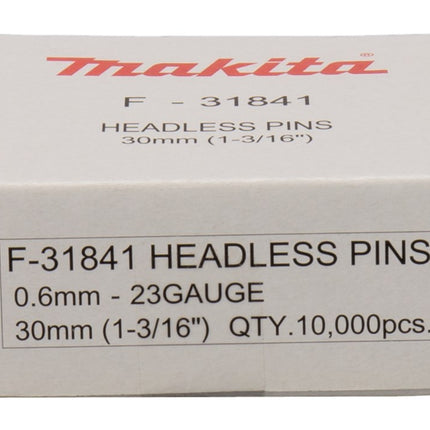 makita®
F - 31841
HEADLESS PINS
30mm (1-3/16")
F-31841 HEADLESS PINS
0.6mm - 23GAUGE
30mm (1-3/16") QTY.10,000pcs.